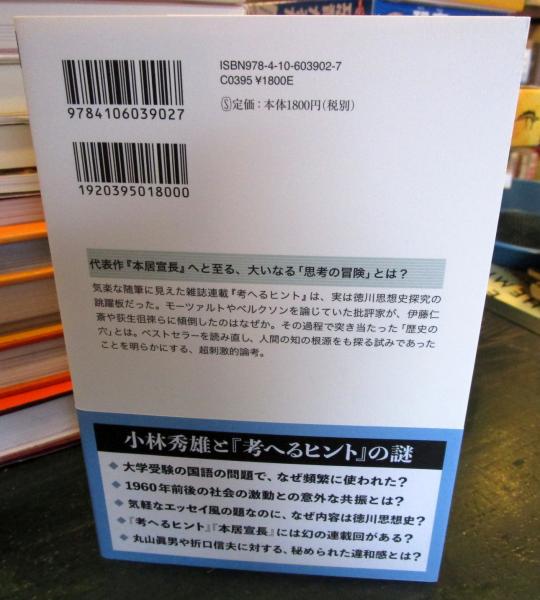 ISBN978-4-10-603902-7
C0395 ¥1800E
Ⓢ定価：本体1800円(税別)
9784106039027
1920395018000
代表作『本居宣長』へと至る、大いなる「思考の冒険」とは？
気楽な随筆に見えた雑誌連載『考へるヒント』は、実は徳川思想史探究の
跳躍板だった。モーツァルトやベルクソンを論じていた批評家が、伊藤仁
斎や荻生徂徠らに傾倒したのはなぜか。その過程で突き当たった「歴史の
穴」とは。ベストセラーを読み直し、人間の知の根源をも探る試みであった
ことを明らかにする、超刺激的論考。
小林秀雄と『考へるヒント』の謎
◆大学受験の国語の問題で、なぜ頻繁に使われた？
◆1960年前後の社会の激動との意外な共振とは？
◆気軽なエッセイ風の題なのに、なぜ内容は徳川思想史？
◆『考へるヒント』『本居宣長』には幻の連載回がある？
◆丸山眞男や折口信夫に対する、秘められた違和感とは？